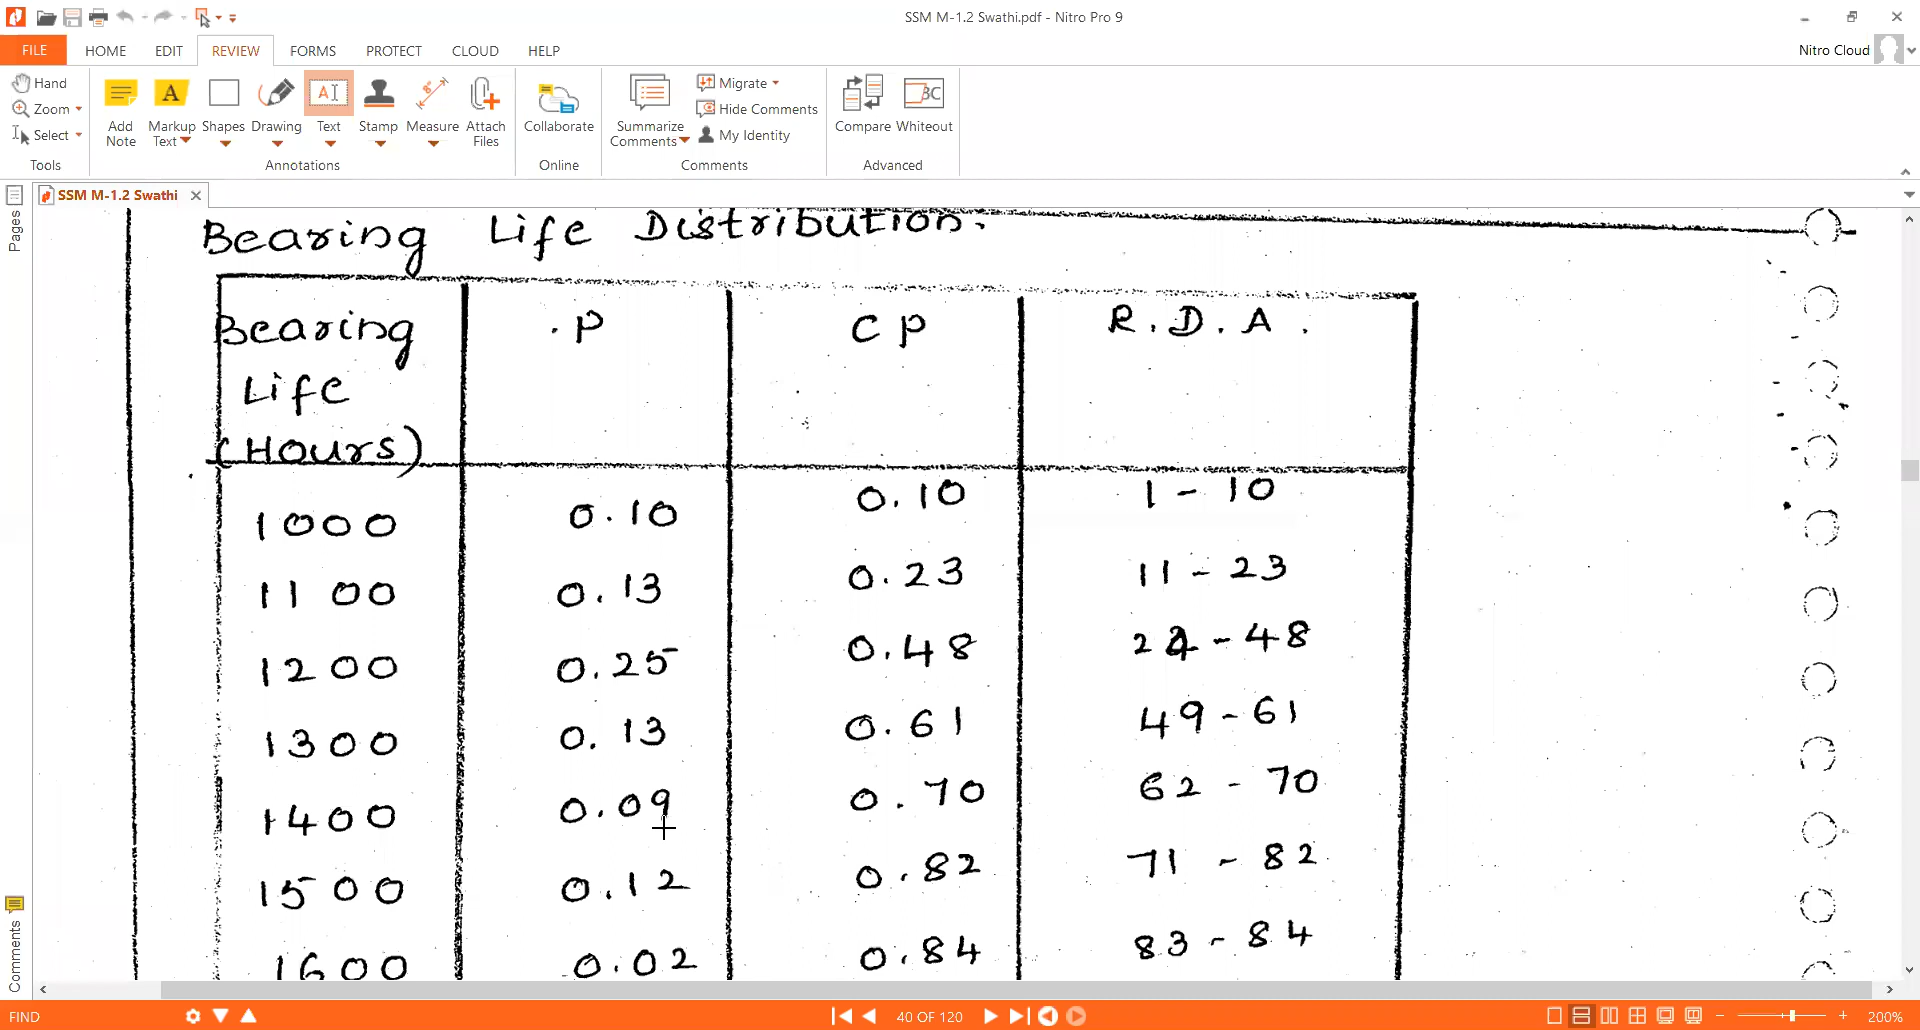 SSM M-1.2 Swathi.pdf - Nitro Pro 9
FILE HOME EDIT REVIEW FORMS PROTECT CLOUD HELP
Nitro Cloud
Hand
Zoom
Select
Tools
Add Note
Markup Text
Shapes
Drawing
Text
Stamp
Measure
Attach Files
Annotations
Collaborate
Online
Summarize Comments
Migrate
Hide Comments
My Identity
Comments
Compare
Whiteout
Advanced
SSM M-1.2 Swathi
Pages
Bearing Life Distribution.
Bearing Life (Hours) .P CP R.D.A.
1000 0.10 0.10 1 - 10
1100 0.13 0.23 11 - 23
1200 0.25 0.48 24 - 48
1300 0.13 0.61 49 - 61
1400 0.09 0.70 62 - 70
1500 0.12 0.82 71 - 82
1600 0.02 0.84 83 - 84
Comments
FIND
40 OF 120
200%